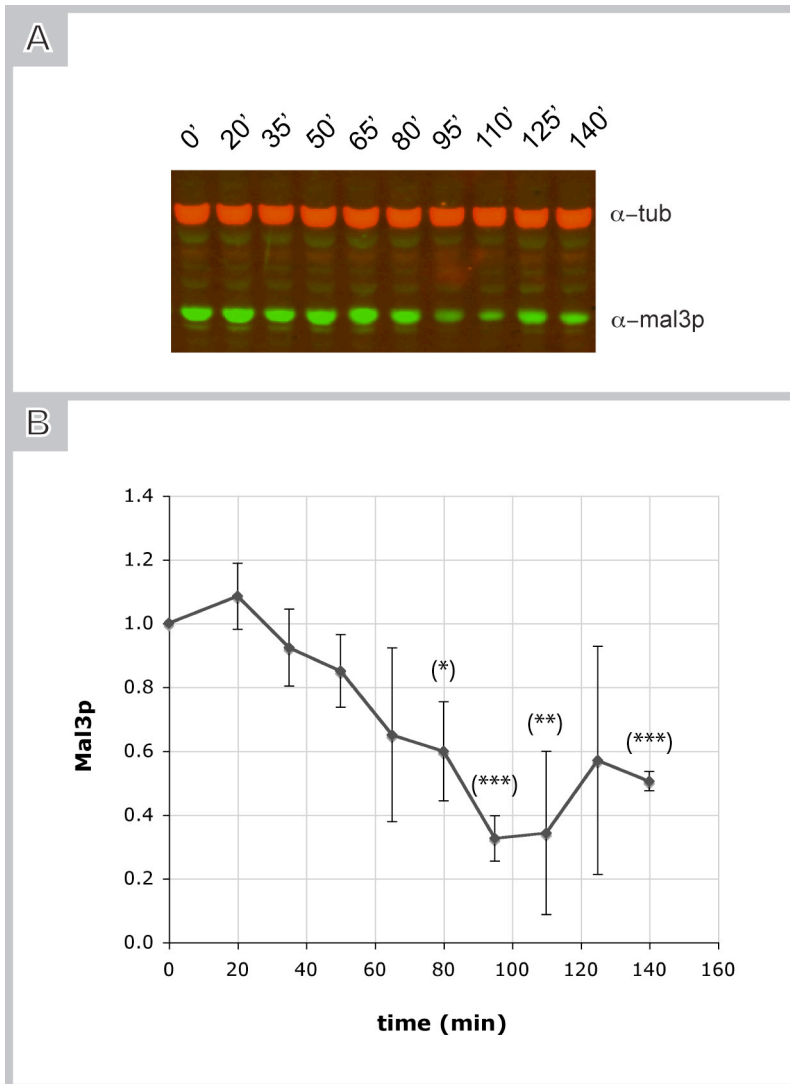 A
0' 20' 35' 50' 65' 80' 95' 110' 125' 140'
α–tub
α–mal3p
B
1.4
1.2
1.0
0.8
0.6
0.4
0.2
0.0
Mal3p
(*)
(***)
(**)
(***)
0 20 40 60 80 100 120 140 160
time (min)